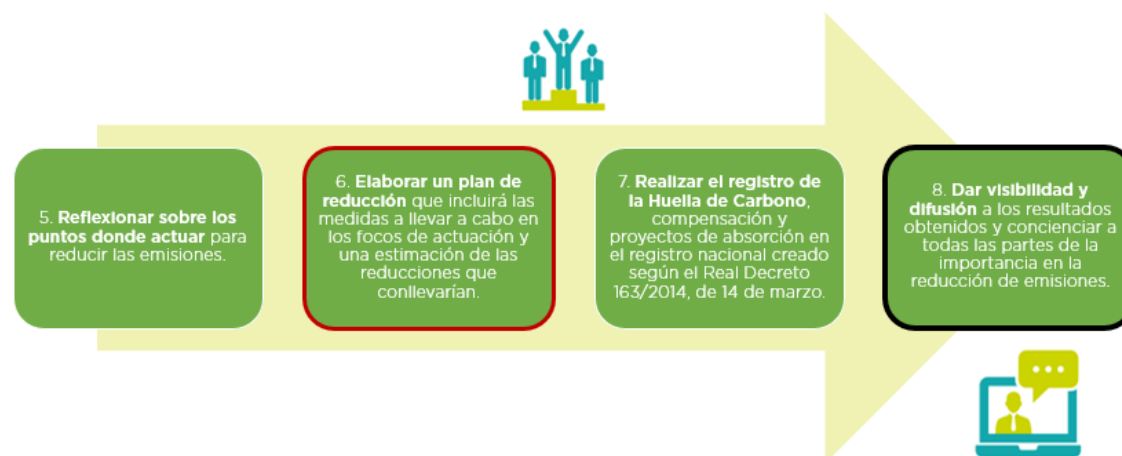 5. Reflexionar sobre los
puntos donde actuar para
reducir las emisiones.
6. Elaborar un plan de
reducción que incluirá las
medidas a llevar a cabo en
los focos de actuación y
una estimación de las
reducciones que
conllevarían.
7. Realizar el registro de
la Huella de Carbono,
compensación y
proyectos de absorción en
el registro nacional creado
según el Real Decreto
163/2014, de 14 de marzo.
8. Dar visibilidad y
difusión a los resultados
obtenidos y concienciar a
todas las partes de la
importancia en la
reducción de emisiones.